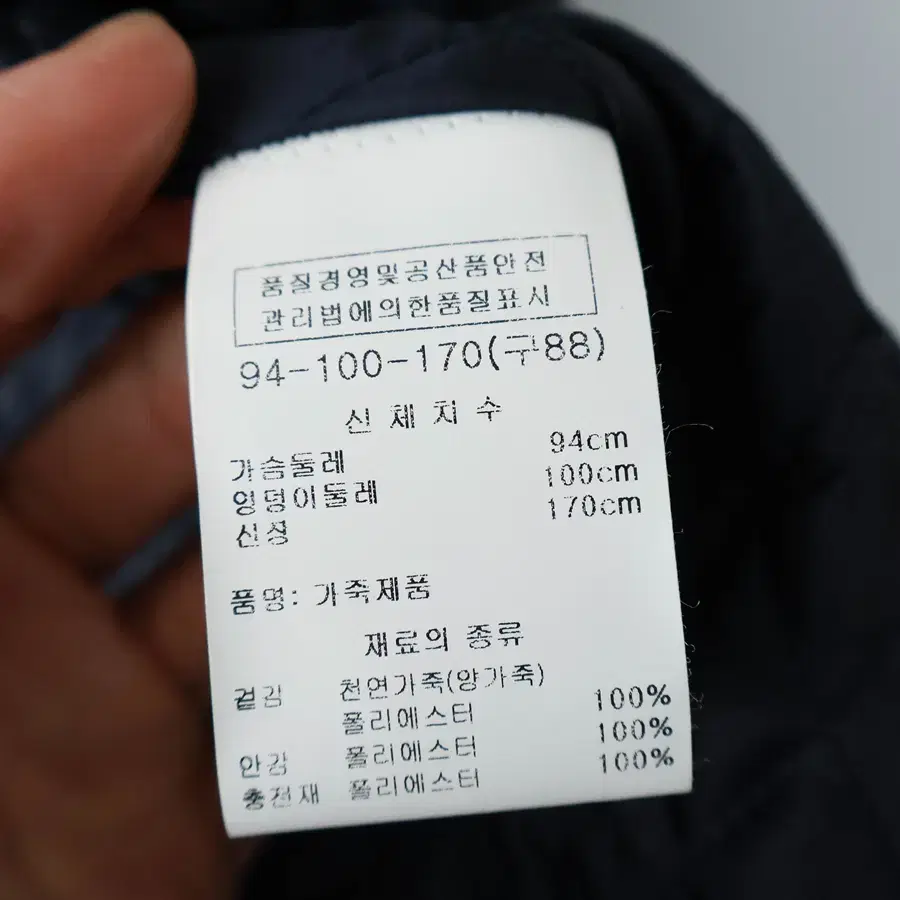 품질경영및공산품안전
관리법에의한품질표시
94-100-170(구88)
신 체 치 수
가슴둘레 94cm
엉덩이둘레 100cm
신장 170cm
품명: 가죽제품
재료의 종류
겉감 천연가죽(양가죽)
폴리에스터 100%
안감 폴리에스터 100%
충전재 폴리에스터 100%